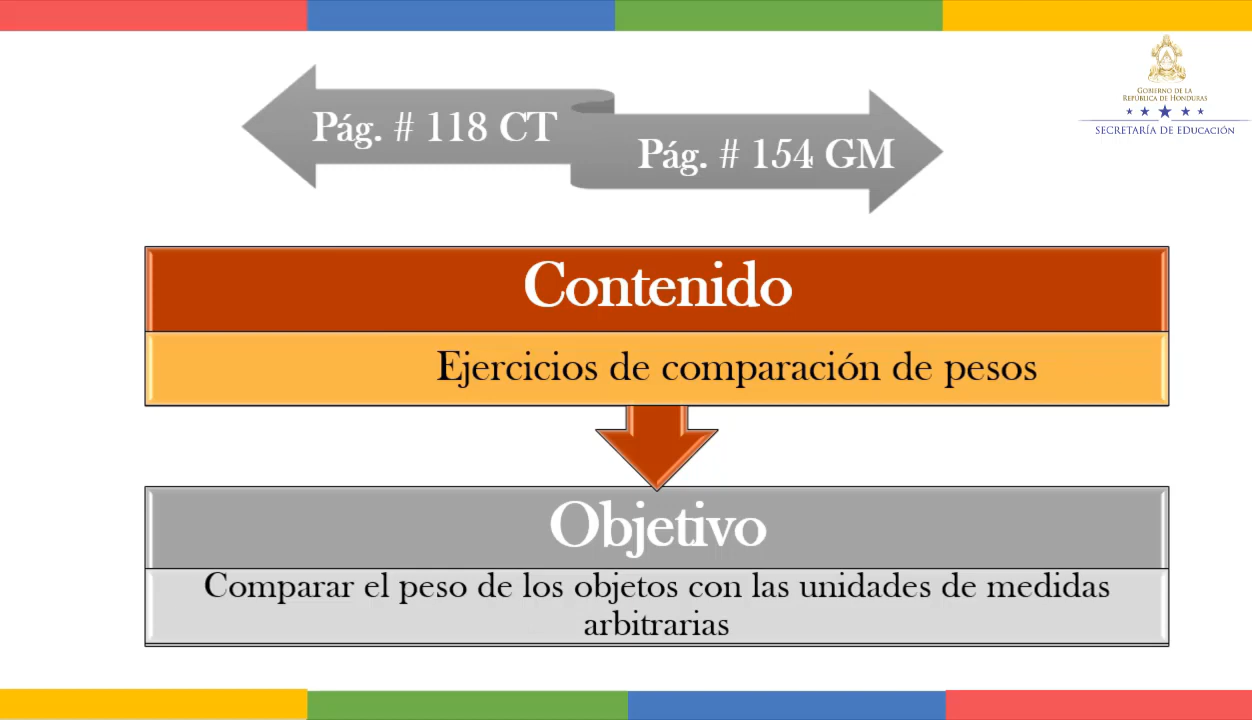 Pág. # 118 CT
Pág. # 154 GM
GOBIERNO DE LA
REPÚBLICA DE HONDURAS
SECRETARÍA DE EDUCACIÓN
Contenido
Ejercicios de comparación de pesos
Objetivo
Comparar el peso de los objetos con las unidades de medidas
arbitrarias